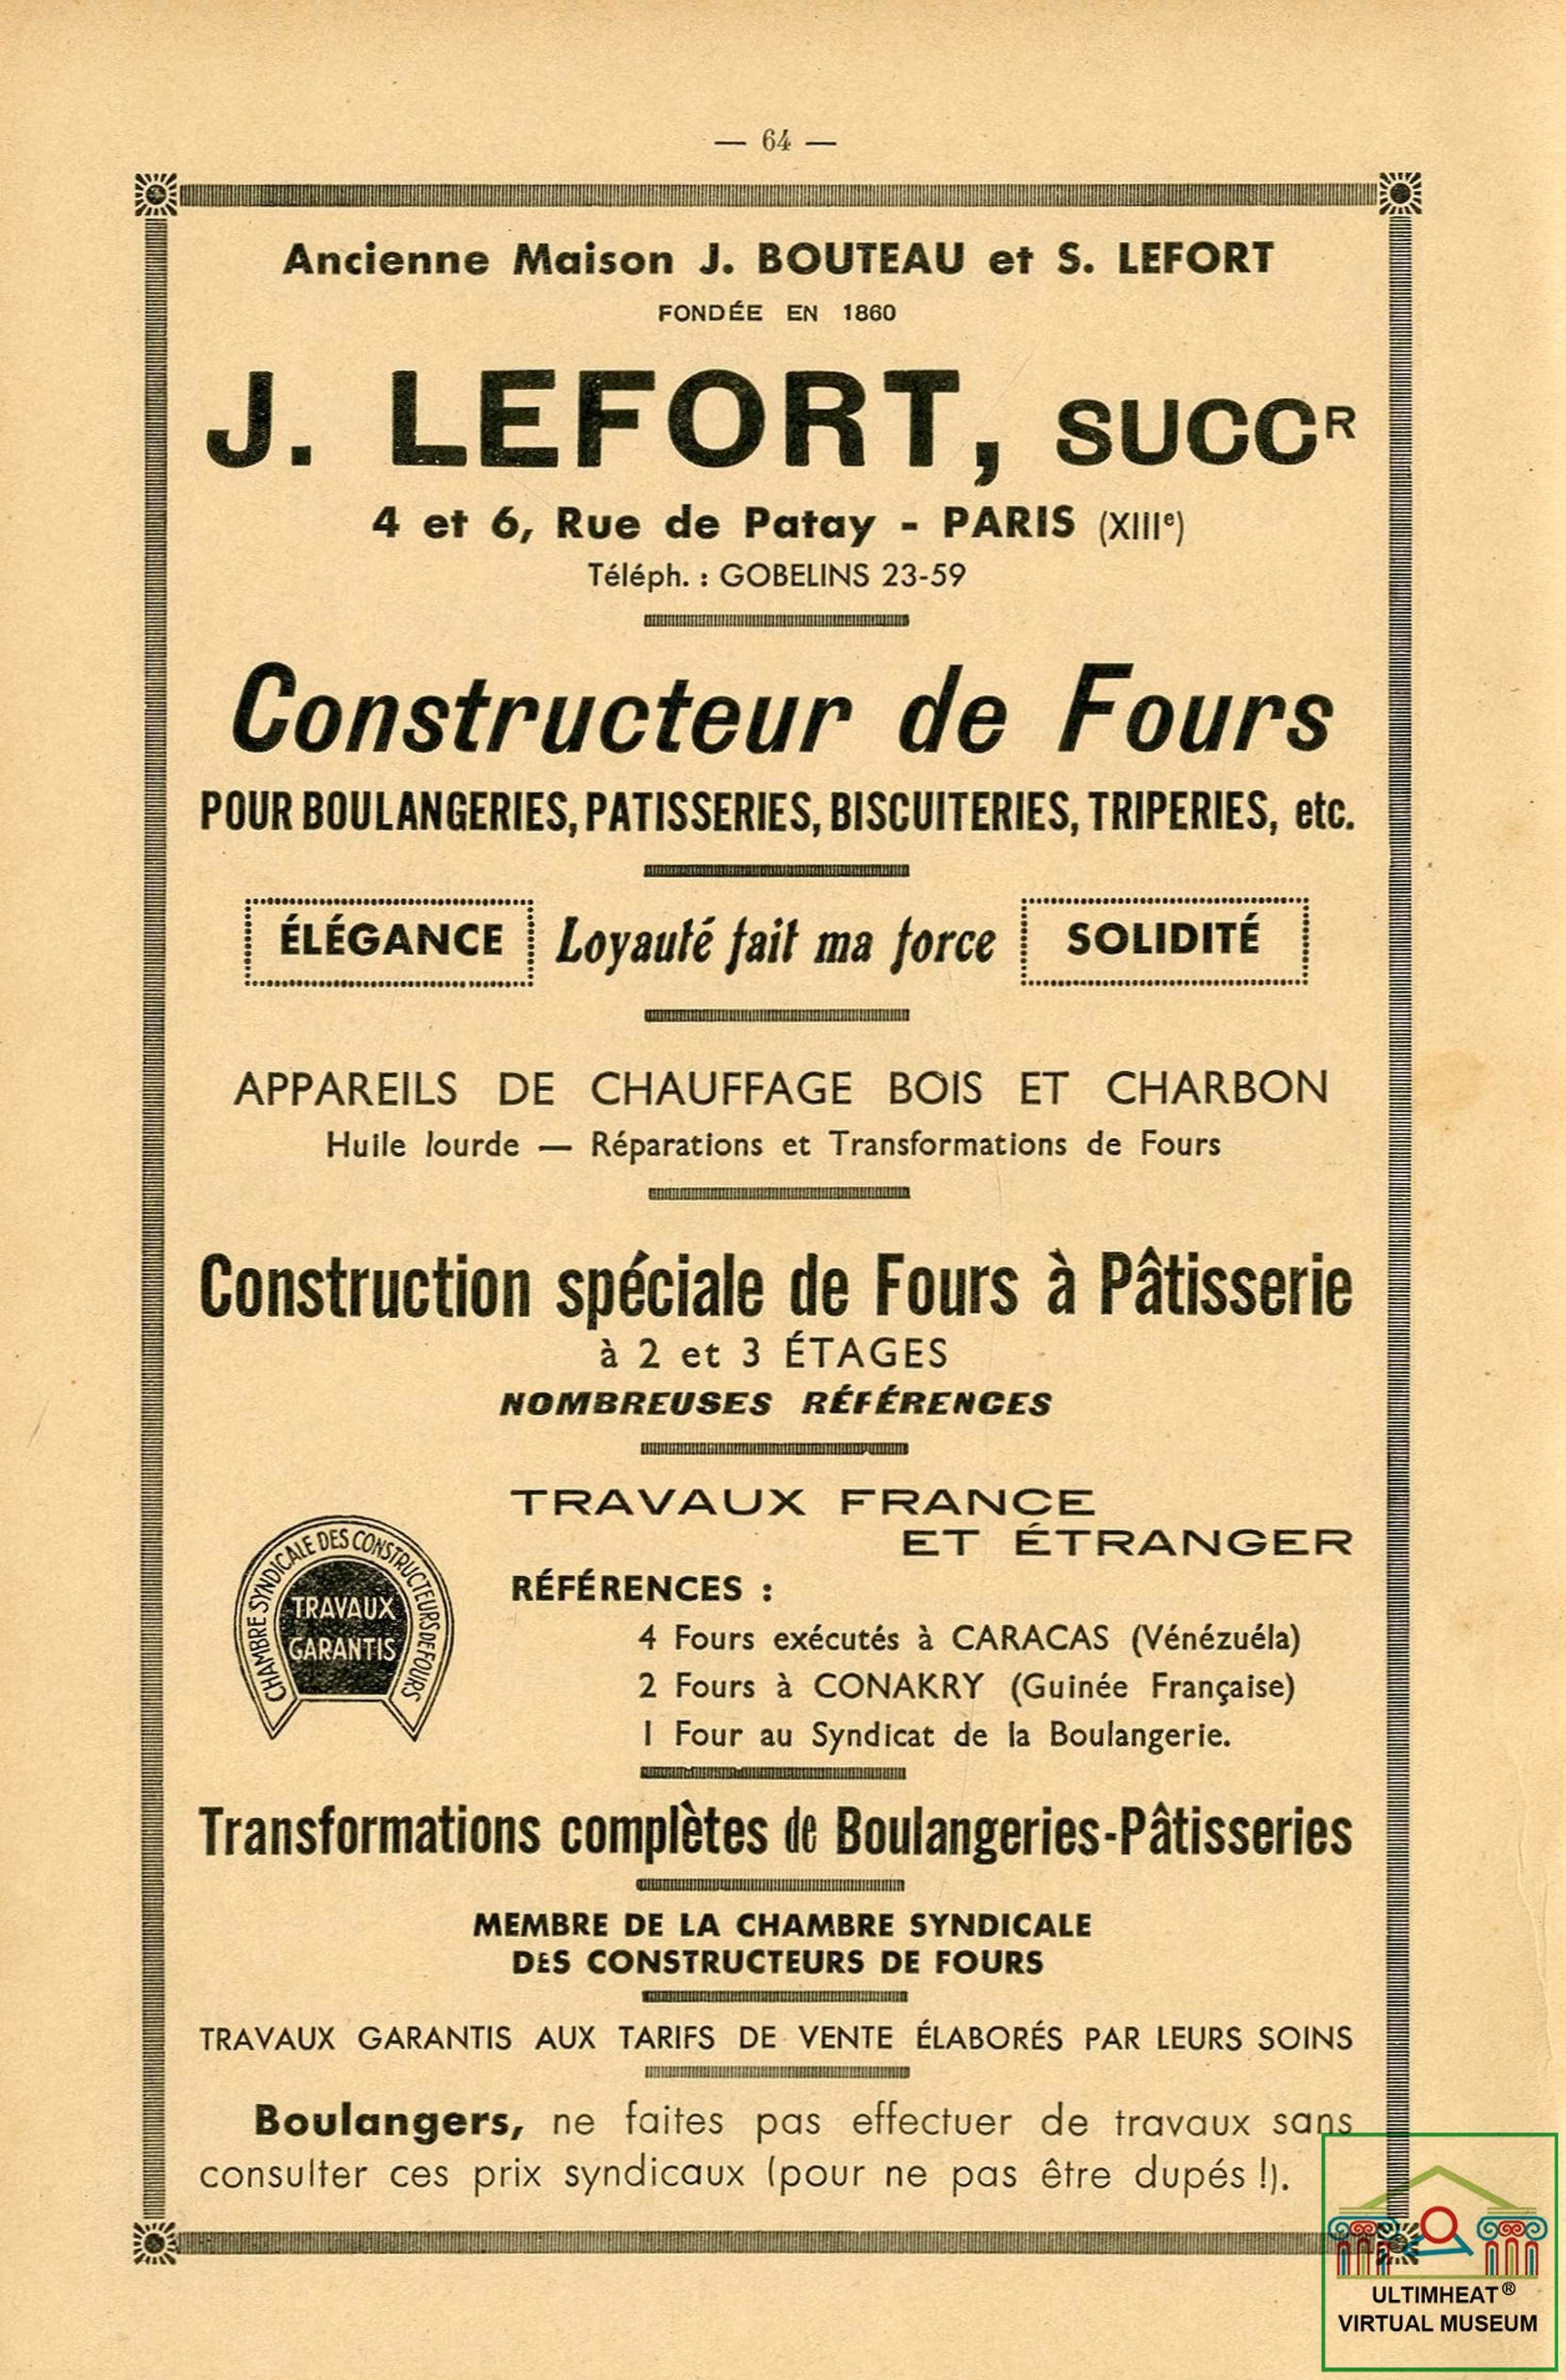 — 64 —
Ancienne Maison J. BOUTEAU et S. LEFORT
FONDÉE EN 1860
J. LEFORT, SUCCR
4 et 6, Rue de Patay - PARIS (XIIIe)
Téléph. : GOBELINS 23-59
Constructeur de Fours
POUR BOULANGERIES, PATISSERIES, BISCUITERIES, TRIPERIES, etc.
ÉLÉGANCE Loyauté fait ma force SOLIDITÉ
APPAREILS DE CHAUFFAGE BOIS ET CHARBON
Huile lourde — Réparations et Transformations de Fours
Construction spéciale de Fours à Pâtisserie
à 2 et 3 ÉTAGES
NOMBREUSES RÉFÉRENCES
TRAVAUX FRANCE
ET ÉTRANGER
CHAMBRE SYNDICALE DES CONSTRUCTEURS DE FOURS
TRAVAUX
GARANTIS
RÉFÉRENCES :
4 Fours exécutés à CARACAS (Vénézuéla)
2 Fours à CONAKRY (Guinée Française)
1 Four au Syndicat de la Boulangerie.
Transformations complètes de Boulangeries-Pâtisseries
MEMBRE DE LA CHAMBRE SYNDICALE
DES CONSTRUCTEURS DE FOURS
TRAVAUX GARANTIS AUX TARIFS DE VENTE ÉLABORÉS PAR LEURS SOINS
Boulangers, ne faites pas effectuer de travaux sans
consulter ces prix syndicaux (pour ne pas être dupés !).
ULTIMHEAT®
VIRTUAL MUSEUM